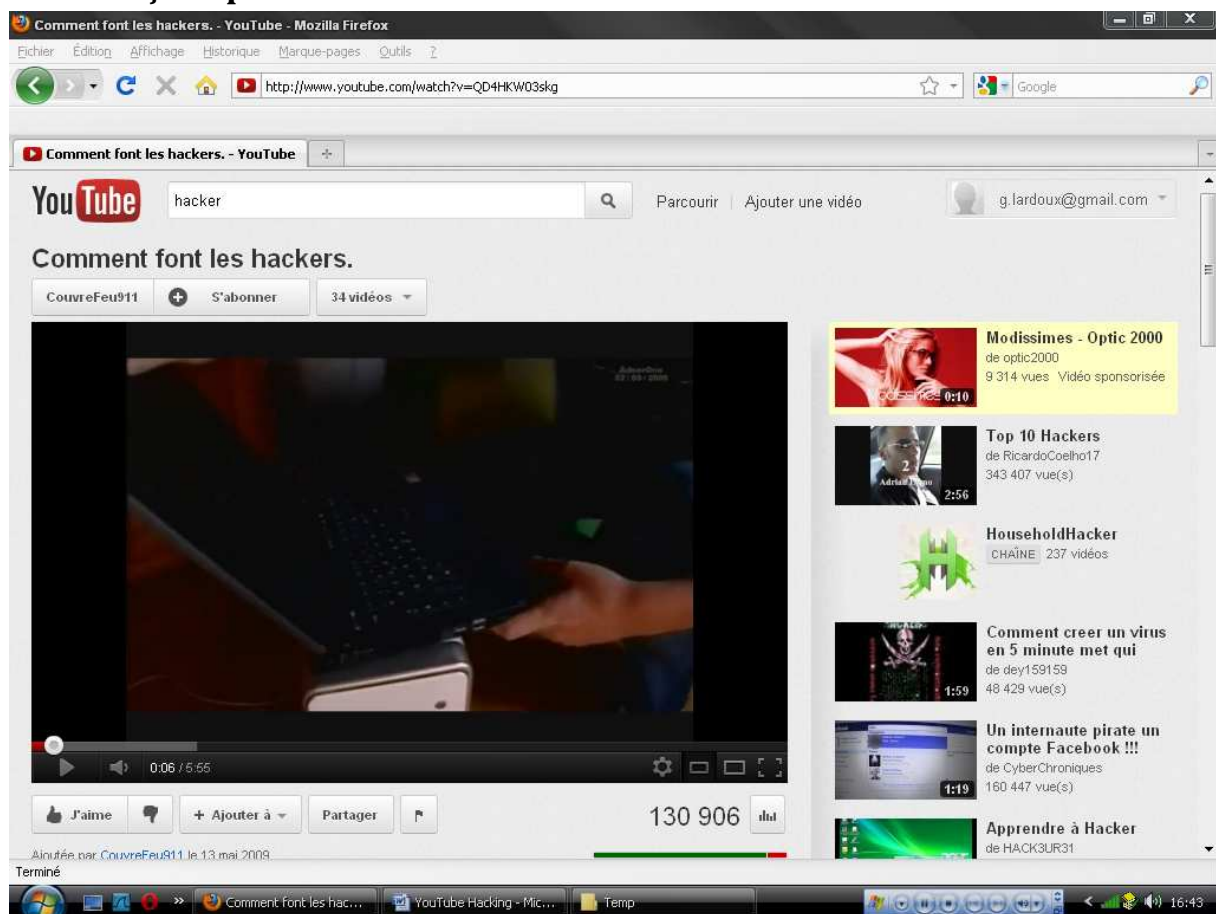 Comment font les hackers. - YouTube - Mozilla Firefox
Fichier Édition Affichage Historique Marque-pages Outils ?
http://www.youtube.com/watch?v=QD4HKW03skg
Google
Comment font les hackers. - YouTube
YouTube
hacker
Parcourir Ajouter une vidéo
g.lardoux@gmail.com
Comment font les hackers.
CouvreFeu911 S'abonner 34 vidéos
0:06 / 5:55
J'aime + Ajouter à Partager
130 906
Ajoutée par CouvreFeu911 le 13 mai 2009
Modissimes - Optic 2000
de optic2000
9 314 vues Vidéo sponsorisée
0:10
Top 10 Hackers
de RicardoCoelho17
343 407 vue(s)
2
2:56
HouseholdHacker
CHAÎNE 237 vidéos
Comment creer un virus
en 5 minute met qui
de dey159159
48 429 vue(s)
1:59
Un internaute pirate un
compte Facebook !!!
de CyberChroniques
160 447 vue(s)
1:19
Apprendre à Hacker
de HACK3UR31
Terminé
Comment font les hac... YouTube Hacking - Mic... Temp
16:43